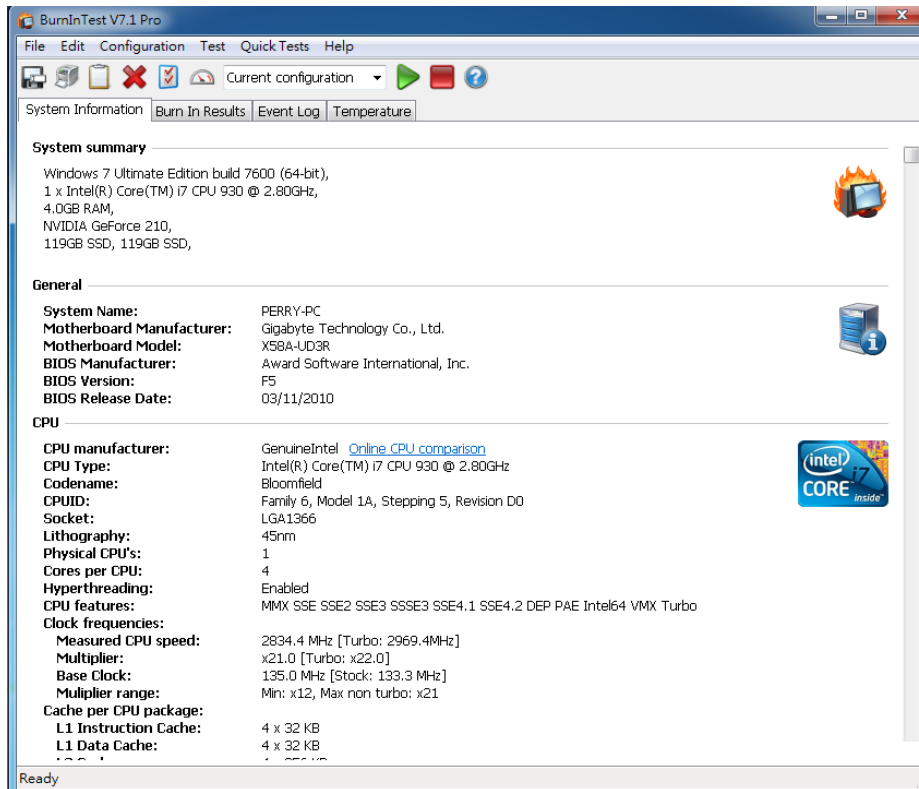 BurnInTest V7.1 Pro
File Edit Configuration Test Quick Tests Help
Current configuration
System Information Burn In Results Event Log Temperature
System summary
Windows 7 Ultimate Edition build 7600 (64-bit),
1 x Intel(R) Core(TM) i7 CPU 930 @ 2.80GHz,
4.0GB RAM,
NVIDIA GeForce 210,
119GB SSD, 119GB SSD,
General
System Name: PERRY-PC
Motherboard Manufacturer: Gigabyte Technology Co., Ltd.
Motherboard Model: X58A-UD3R
BIOS Manufacturer: Award Software International, Inc.
BIOS Version: F5
BIOS Release Date: 03/11/2010
CPU
CPU manufacturer: GenuineIntel Online CPU comparison
CPU Type: Intel(R) Core(TM) i7 CPU 930 @ 2.80GHz
Codename: Bloomfield
CPUID: Family 6, Model 1A, Stepping 5, Revision D0
Socket: LGA1366
Lithography: 45nm
Physical CPU's: 1
Cores per CPU: 4
Hyperthreading: Enabled
CPU features: MMX SSE SSE2 SSE3 SSSE3 SSE4.1 SSE4.2 DEP PAE Intel64 VMX Turbo
Clock frequencies:
Measured CPU speed: 2834.4 MHz [Turbo: 2969.4MHz]
Multiplier: x21.0 [Turbo: x22.0]
Base Clock: 135.0 MHz [Stock: 133.3 MHz]
Muliplier range: Min: x12, Max non turbo: x21
Cache per CPU package:
L1 Instruction Cache: 4 x 32 KB
L1 Data Cache: 4 x 32 KB
intel i7
CORE inside
Ready